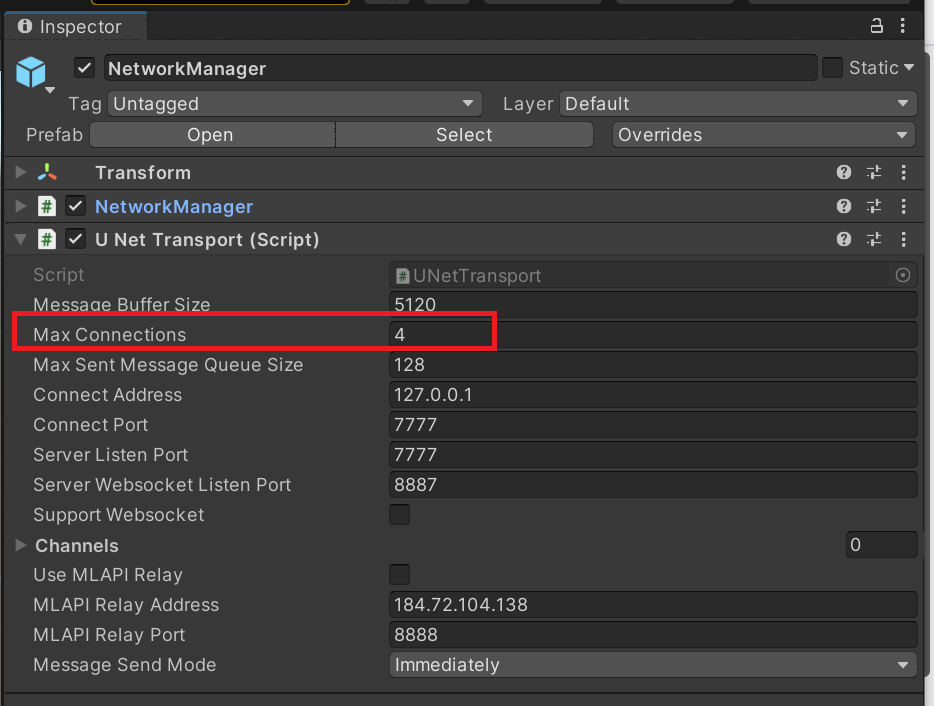 Inspector
NetworkManager Static
Tag Untagged Layer Default
Prefab Open Select Overrides
Transform
# NetworkManager
# U Net Transport (Script)
Script # UNetTransport
Message Buffer Size 5120
Max Connections 4
Max Sent Message Queue Size 128
Connect Address 127.0.0.1
Connect Port 7777
Server Listen Port 7777
Server Websocket Listen Port 8887
Support Websocket
Channels 0
Use MLAPI Relay
MLAPI Relay Address 184.72.104.138
MLAPI Relay Port 8888
Message Send Mode Immediately